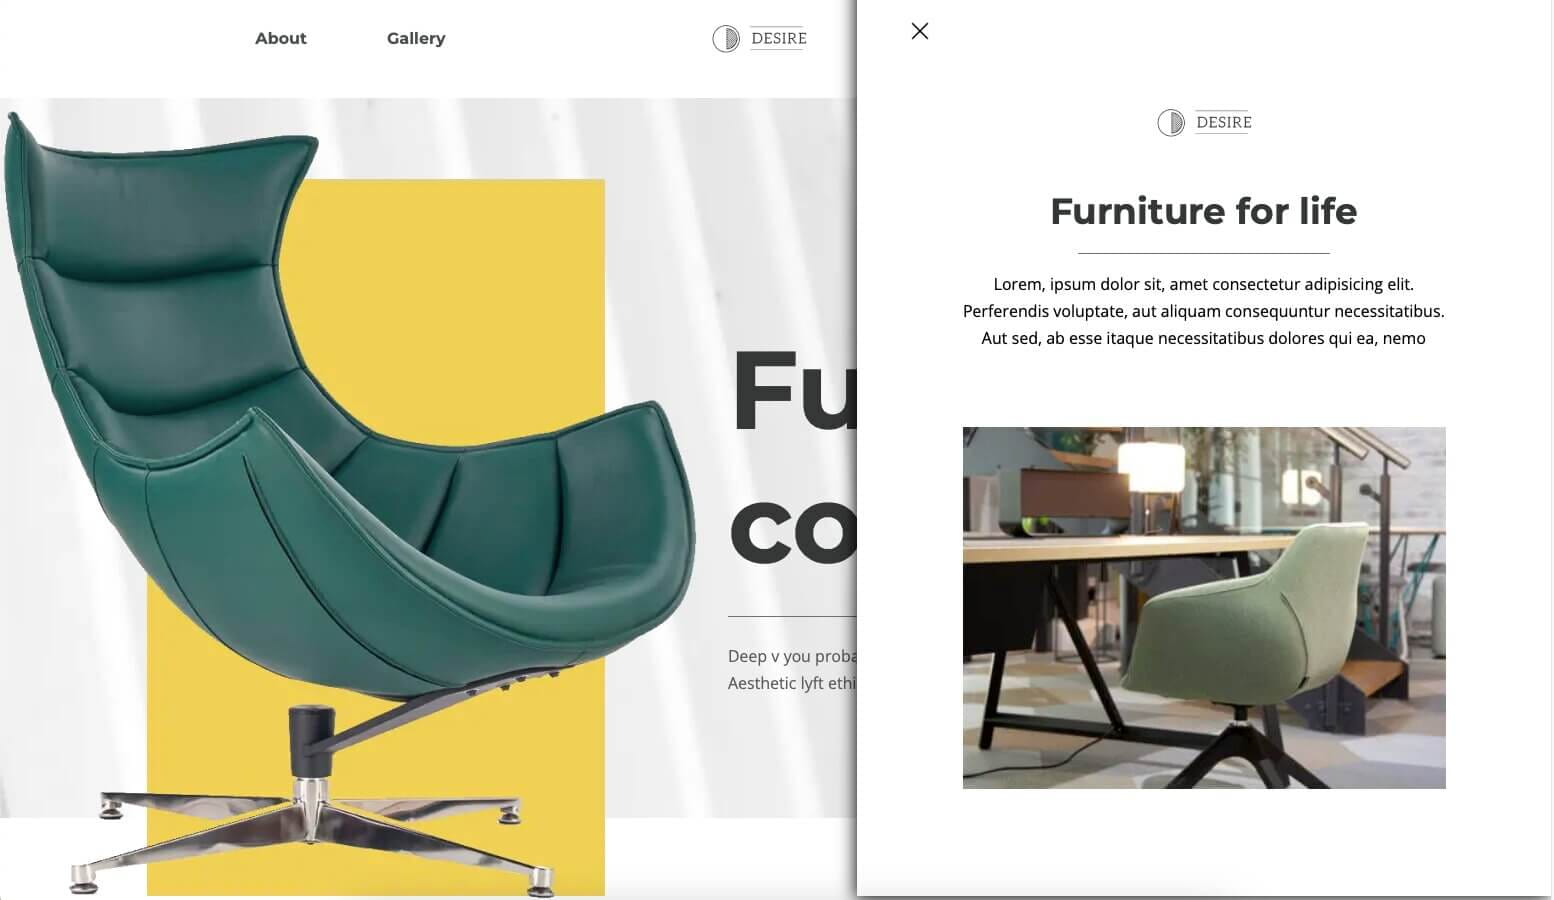 About
Gallery
DESIRE
Fu
co
Deep v you proba
Aesthetic lyft ethi
DESIRE
Furniture for life
Lorem, ipsum dolor sit, amet consectetur adipisicing elit.
Perferendis voluptate, aut aliquam consequuntur necessitatibus.
Aut sed, ab esse itaque necessitatibus dolores qui ea, nemo